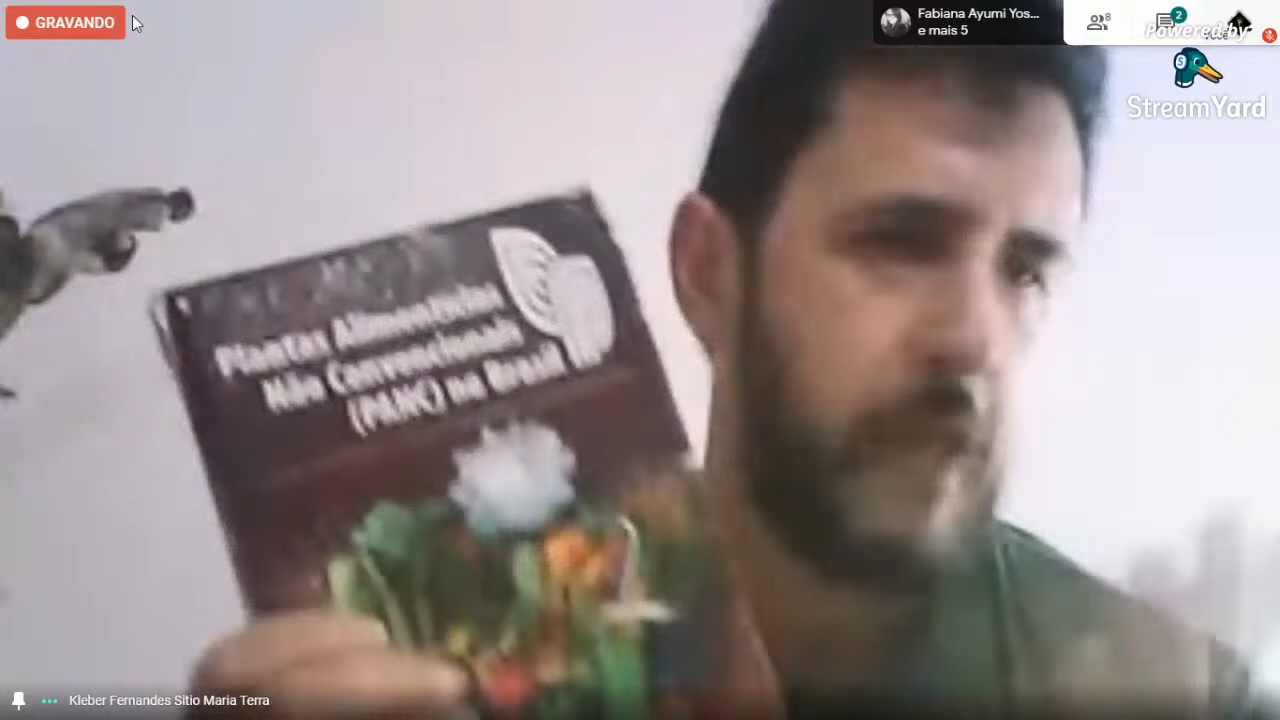 GRAVANDO
Fabiana Ayumi Yos...
e mais 5
8
2
Você
Powered by
StreamYard
Plantas Alimentícias
Não Convencionais
(PANC) no Brasil
Kleber Fernandes Sitio Maria Terra